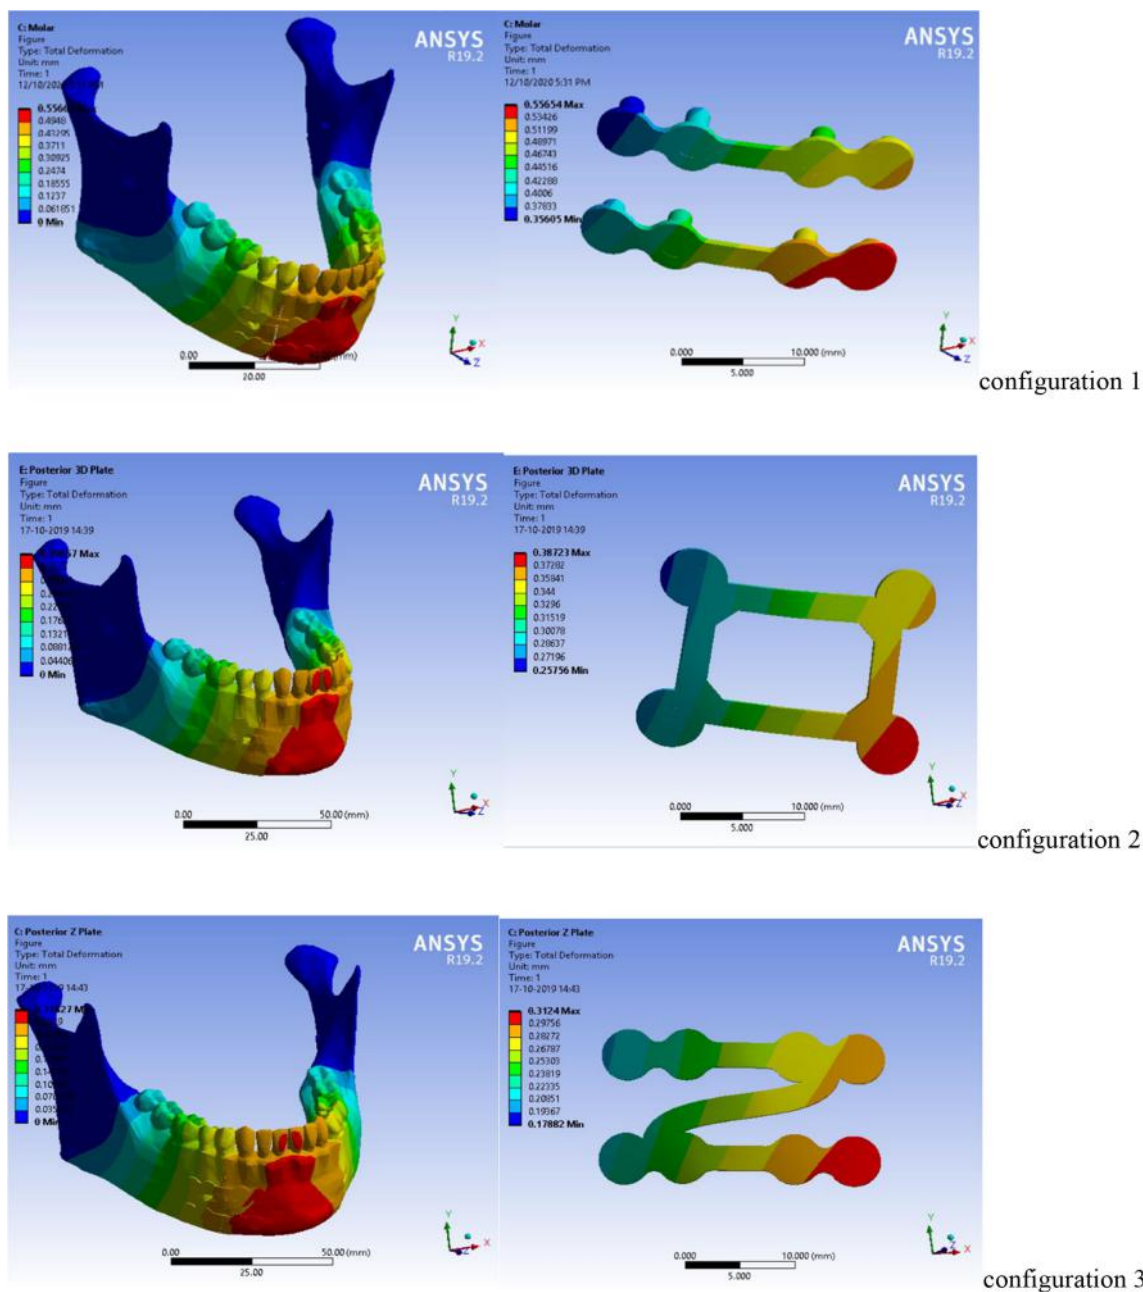 C: Molar
Figure
Type: Total Deformation
Unit: mm
Time: 1
ANSYS
R19.2
0.4948
0.43295
0.3711
0.30925
0.2474
0.18555
0.1237
0.061851
0 Min
0.00
(mm)
20.00
Y
X
Z
C: Molar
Figure
Type: Total Deformation
Unit: mm
Time: 1
12/10/2020 5:31 PM
ANSYS
R19.2
0.55654 Max
0.53426
0.51199
0.48971
0.46743
0.44516
0.42288
0.4006
0.37833
0.35605 Min
0.000
10.000 (mm)
5.000
Y
X
Z
configuration 1
E: Posterior 3D Plate
Figure
Type: Total Deformation
Unit: mm
Time: 1
17-10-2019 14:39
ANSYS
R19.2
Max
0 Min
0.00
50.00 (mm)
25.00
Y
X
Z
E: Posterior 3D Plate
Figure
Type: Total Deformation
Unit: mm
Time: 1
17-10-2019 14:39
ANSYS
R19.2
0.38723 Max
0.37282
0.35841
0.344
0.3296
0.31519
0.30078
0.28637
0.27196
0.25756 Min
0.000
10.000 (mm)
5.000
Y
X
Z
configuration 2
C: Posterior Z Plate
Figure
Type: Total Deformation
Unit: mm
Time: 1
ANSYS
R19.2
0.00
50.00 (mm)
25.00
Y
X
Z
C: Posterior Z Plate
Figure
Type: Total Deformation
Unit: mm
Time: 1
17-10-2019 14:43
ANSYS
R19.2
0.3124 Max
0.29756
0.28272
0.26787
0.25303
0.23819
0.22335
0.20851
0.19367
0.17882 Min
0.000
10.000 (mm)
5.000
Y
Z
X
configuration 3